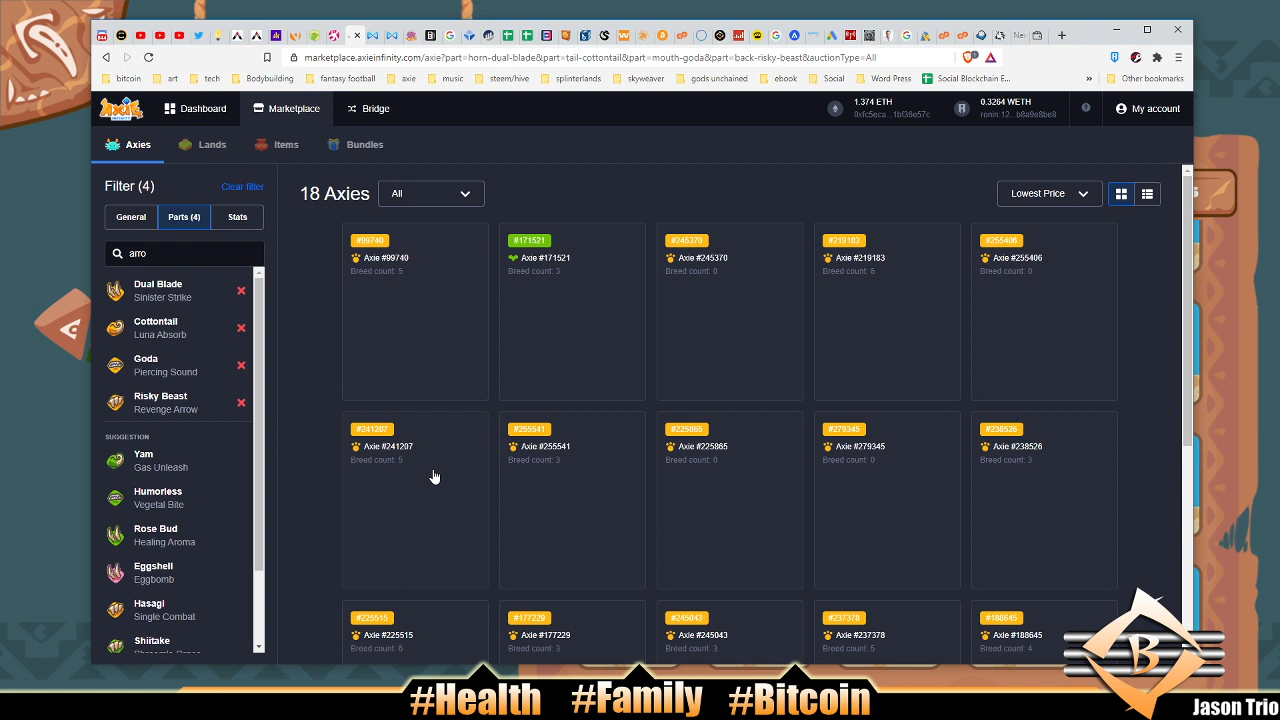 marketplace.axieinfinity.com/axie?part=horn-dual-blade&part=tail-cottontail&part=mouth-goda&part=back-risky-beast&auctionType=All
bitcoin art tech Bodybuilding fantasy football axie music steem/hive splinterlands skyweaver gods unchained ebook Social Word Press Social Blockchain E... » Other bookmarks
AXIE
Dashboard Marketplace Bridge
1.374 ETH
0xfc5eca...1bf36e57c
0.3264 WETH
ronin:12...b8a9e8be8
My account
Axies Lands Items Bundles
Filter (4) Clear filter
General Parts (4) Stats
arro
Dual Blade
Sinister Strike
Cottontail
Luna Absorb
Goda
Piercing Sound
Risky Beast
Revenge Arrow
SUGGESTION
Yam
Gas Unleash
Humorless
Vegetal Bite
Rose Bud
Healing Aroma
Eggshell
Eggbomb
Hasagi
Single Combat
Shiitake
18 Axies All Lowest Price
#99740 #171521 #245370 #219183 #255406
Axie #99740 Axie #171521 Axie #245370 Axie #219183 Axie #255406
Breed count: 5 Breed count: 3 Breed count: 0 Breed count: 6 Breed count: 0
#241207 #255541 #225865 #279345 #238526
Axie #241207 Axie #255541 Axie #225865 Axie #279345 Axie #238526
Breed count: 5 Breed count: 3 Breed count: 0 Breed count: 0 Breed count: 3
#225515 #177229 #245043 #237378 #188645
Axie #225515 Axie #177229 Axie #245043 Axie #237378 Axie #188645
Breed count: 6 Breed count: 3 Breed count: 3 Breed count: 5 Breed count: 4
B
#Health #Family #Bitcoin
Jason Trio